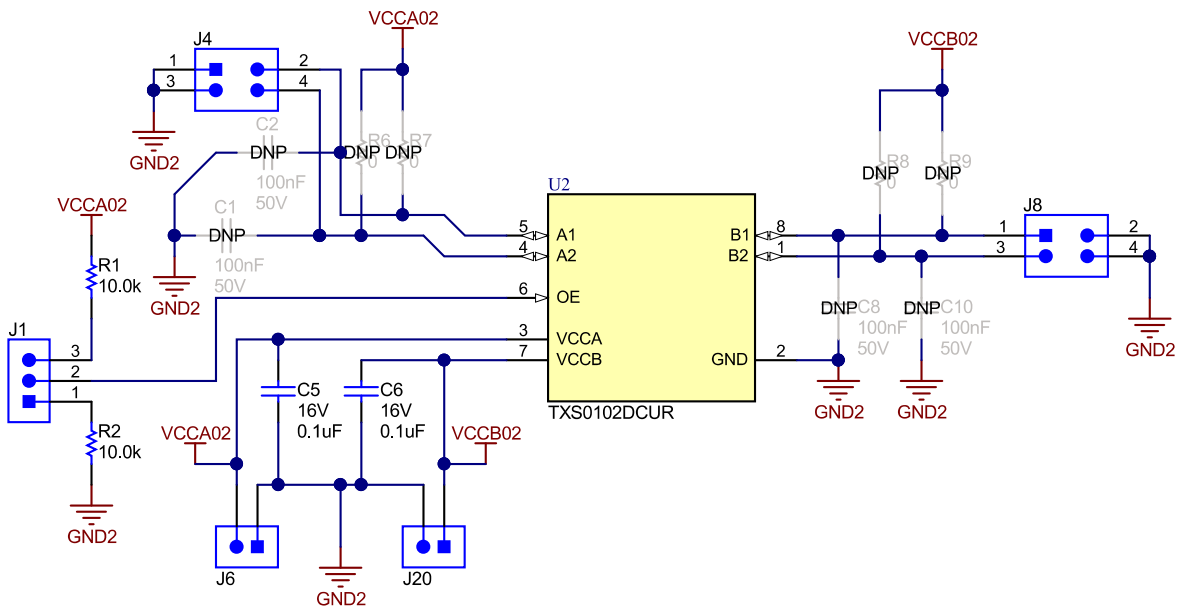 VCCA02
J4
1 2
3 4
GND2
C2
DNP
100nF
50V
R6
DNP
0
R7
DNP
0
C1
DNP
100nF
50V
GND2
VCCA02
R1
10.0k
J1
3
2
1
R2
10.0k
GND2
U2
5 A1
4 A2
6 OE
3 VCCA
7 VCCB
B1 8
B2 1
GND 2
TXS0102DCUR
VCCB02
R8
DNP
0
R9
DNP
0
J8
1 2
3 4
GND2
DNP C8
100nF
50V
DNP C10
100nF
50V
GND2
GND2
C5
16V
0.1uF
C6
16V
0.1uF
VCCA02
VCCB02
J6
J20
GND2